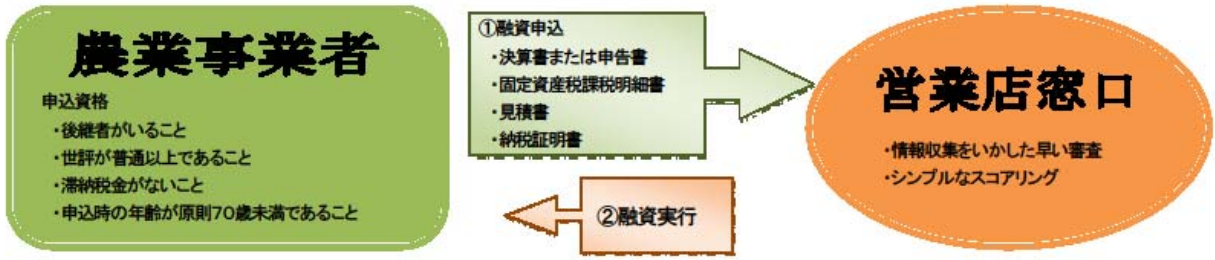 農業事業者
申込資格
・後継者がいること
・世評が普通以上であること
・滞納税金がないこと
・申込時の年齢が原則70歳未満であること
①融資申込
・決算書または申告書
・固定資産税課税明細書
・見積書
・納税証明書
②融資実行
営業店窓口
・情報収集をいかした早い審査
・シンプルなスコアリング